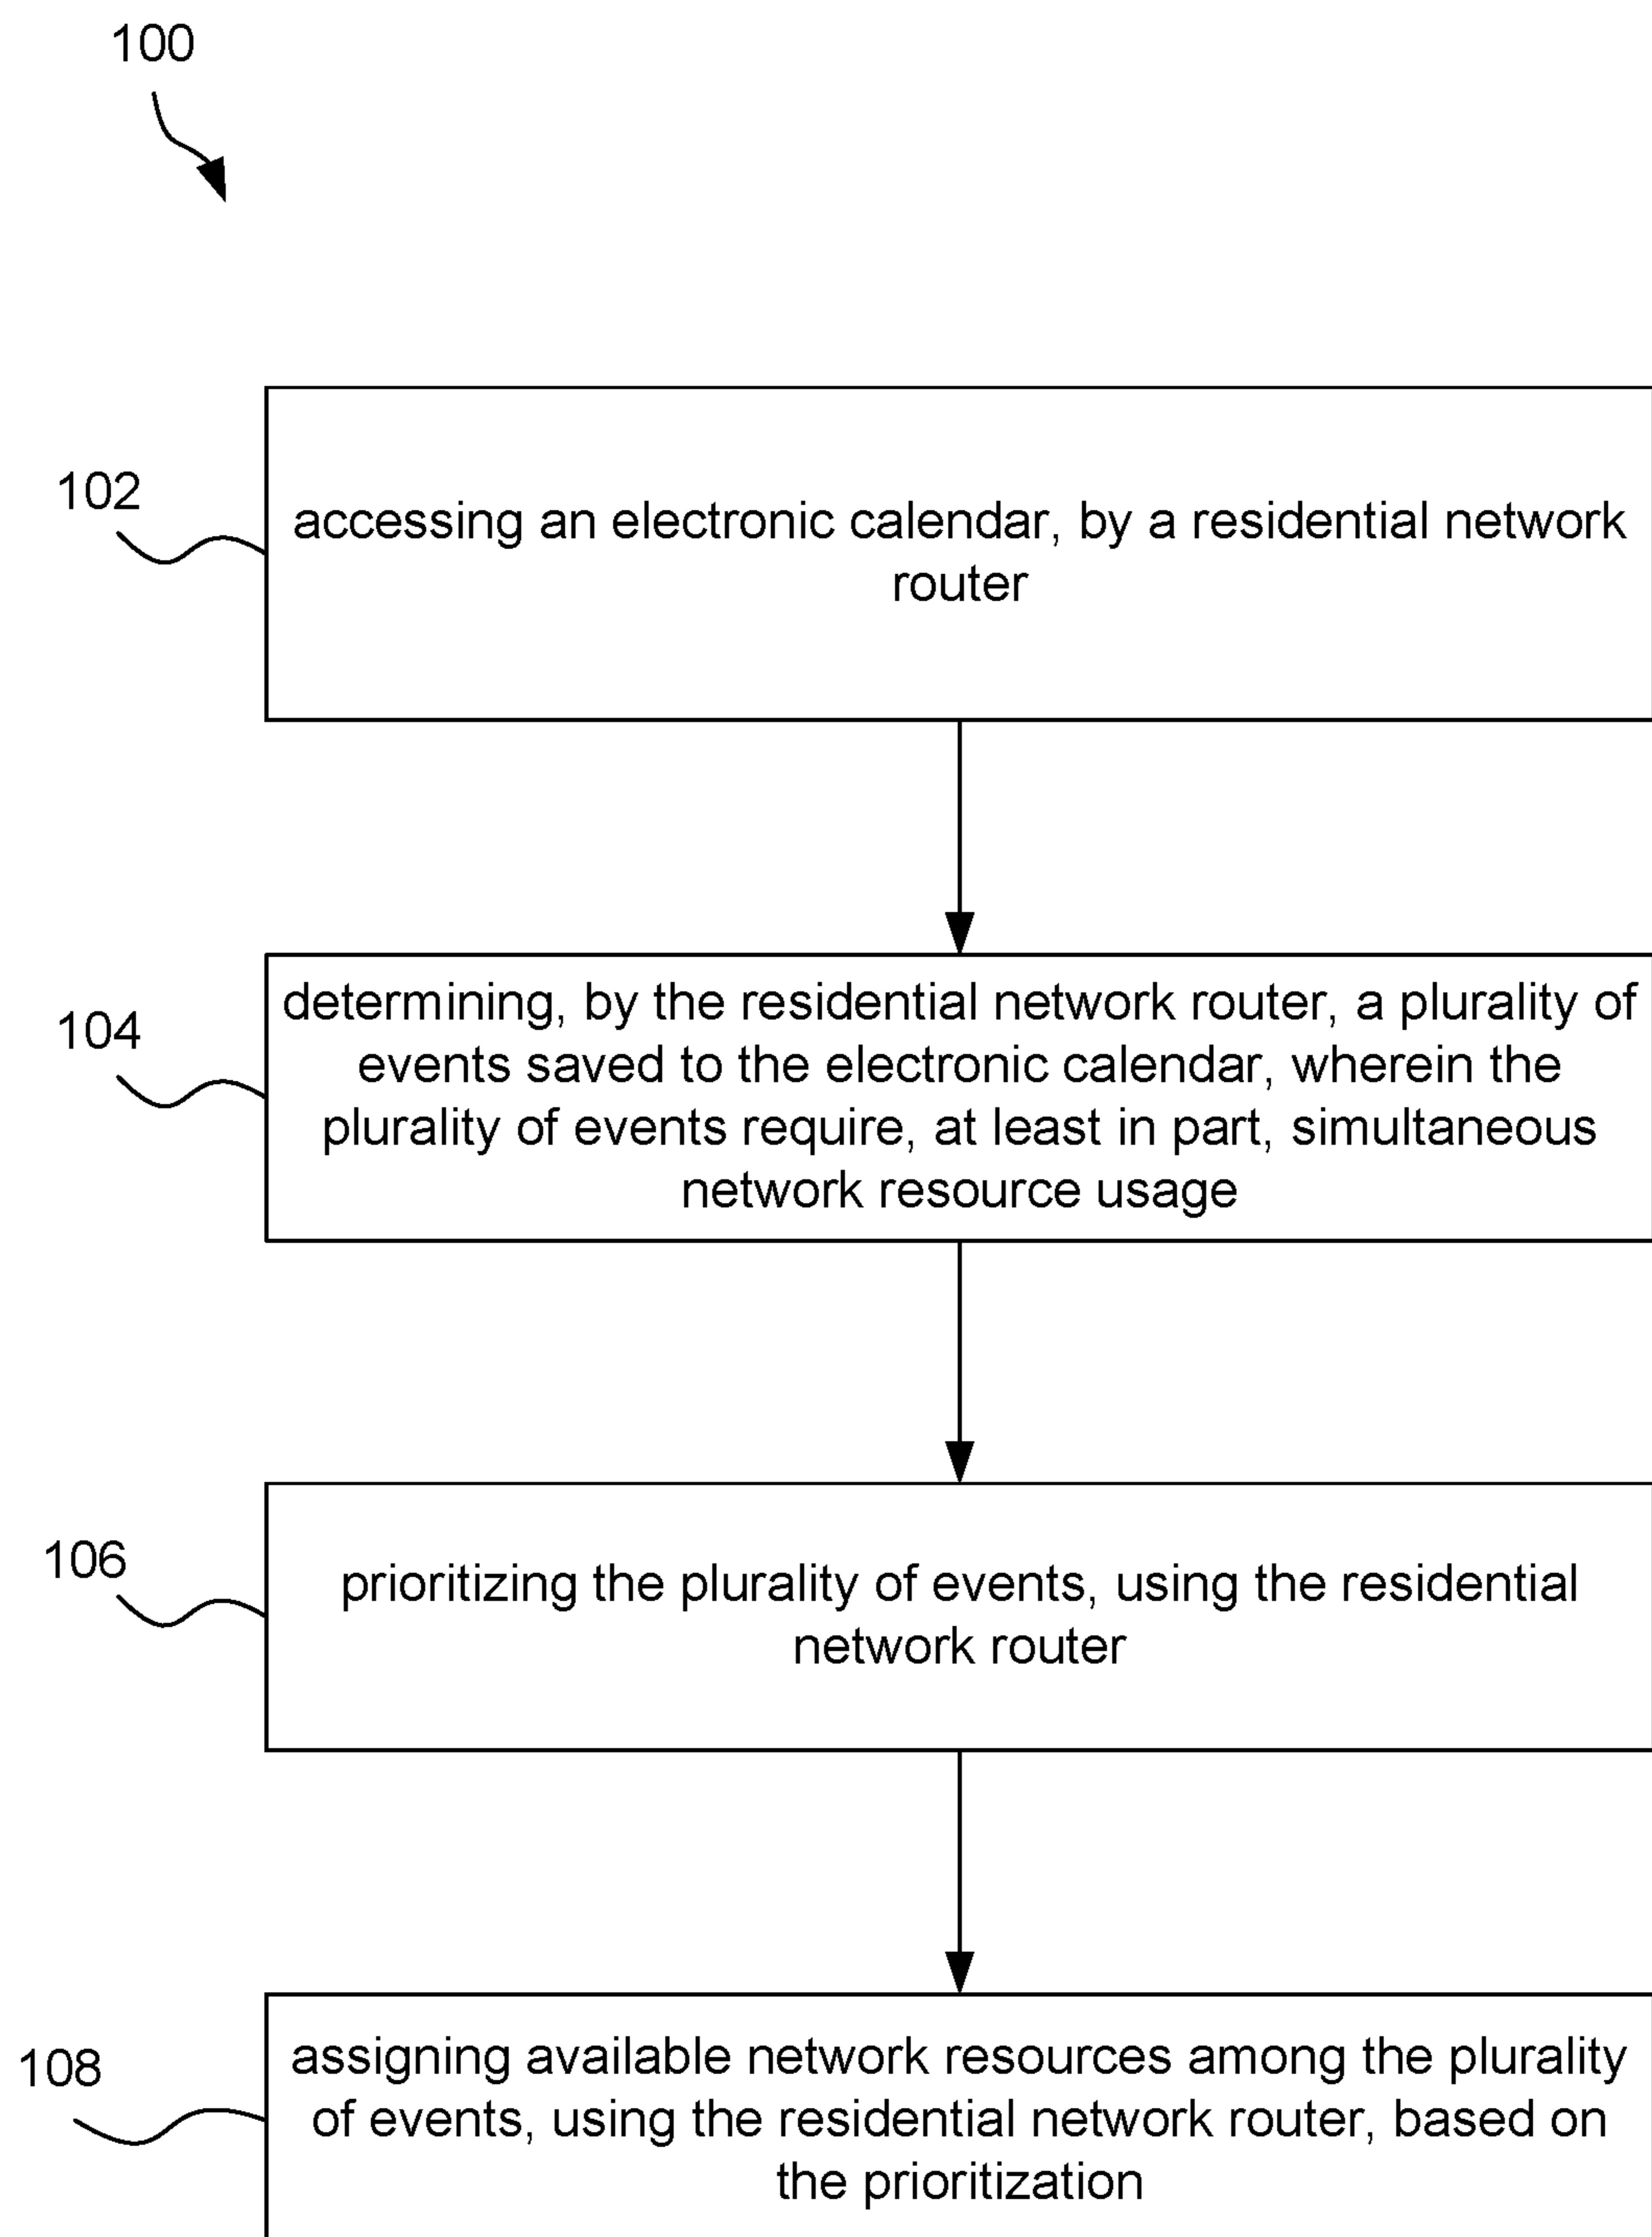 100
102
accessing an electronic calendar, by a residential network
router
104
determining, by the residential network router, a plurality of
events saved to the electronic calendar, wherein the
plurality of events require, at least in part, simultaneous
network resource usage
106
prioritizing the plurality of events, using the residential
network router
108
assigning available network resources among the plurality
of events, using the residential network router, based on
the prioritization